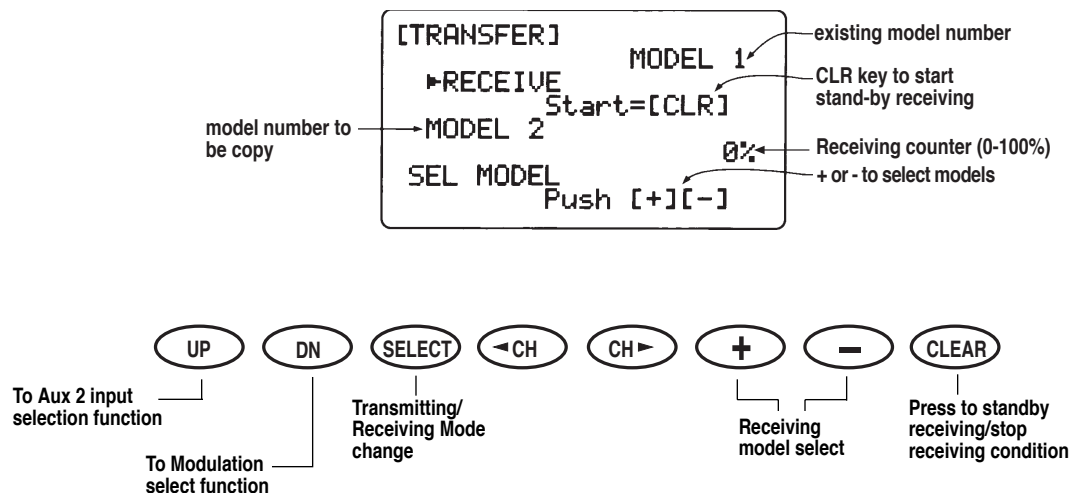 [TRANSFER]
MODEL 1
►RECEIVE
Start=[CLR]
MODEL 2
0%
SEL MODEL
Push [+][-]
existing model number
CLR key to start
stand-by receiving
model number to
be copy
Receiving counter (0-100%)
+ or - to select models
UP
DN
SELECT
◄CH
CH►
+
−
CLEAR
To Aux 2 input
selection function
To Modulation
select function
Transmitting/
Receiving Mode
change
Receiving
model select
Press to standby
receiving/stop
receiving condition